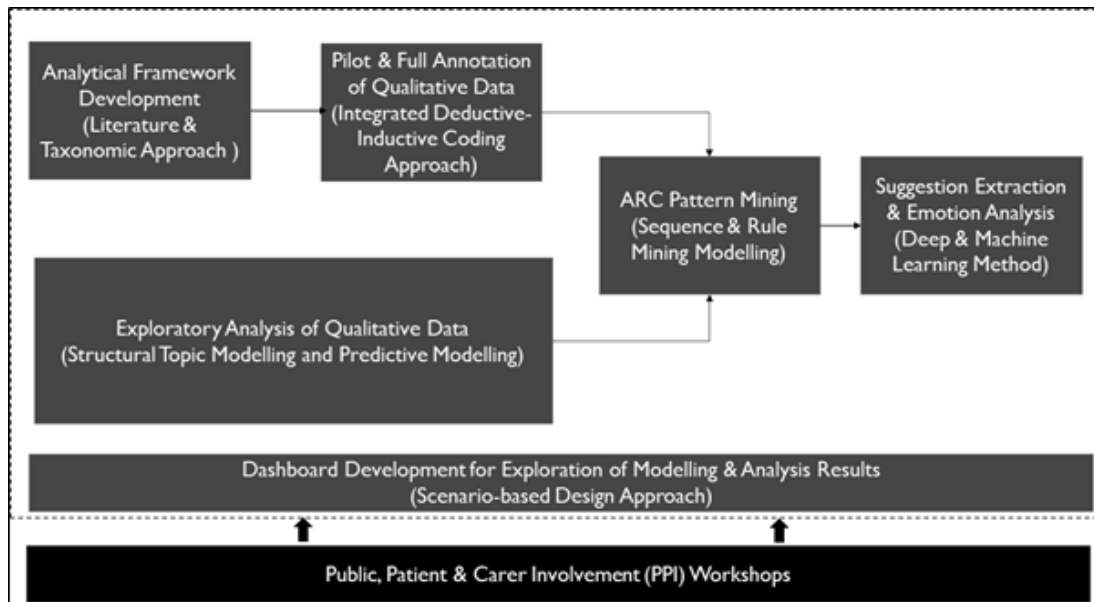 Analytical Framework
Development
(Literature &
Taxonomic Approach )
Pilot & Full Annotation
of Qualitative Data
(Integrated Deductive-
Inductive Coding
Approach)
ARC Pattern Mining
(Sequence & Rule
Mining Modelling)
Suggestion Extraction
& Emotion Analysis
(Deep & Machine
Learning Method)
Exploratory Analysis of Qualitative Data
(Structural Topic Modelling and Predictive Modelling)
Dashboard Development for Exploration of Modelling & Analysis Results
(Scenario-based Design Approach)
Public, Patient & Carer Involvement (PPI) Workshops